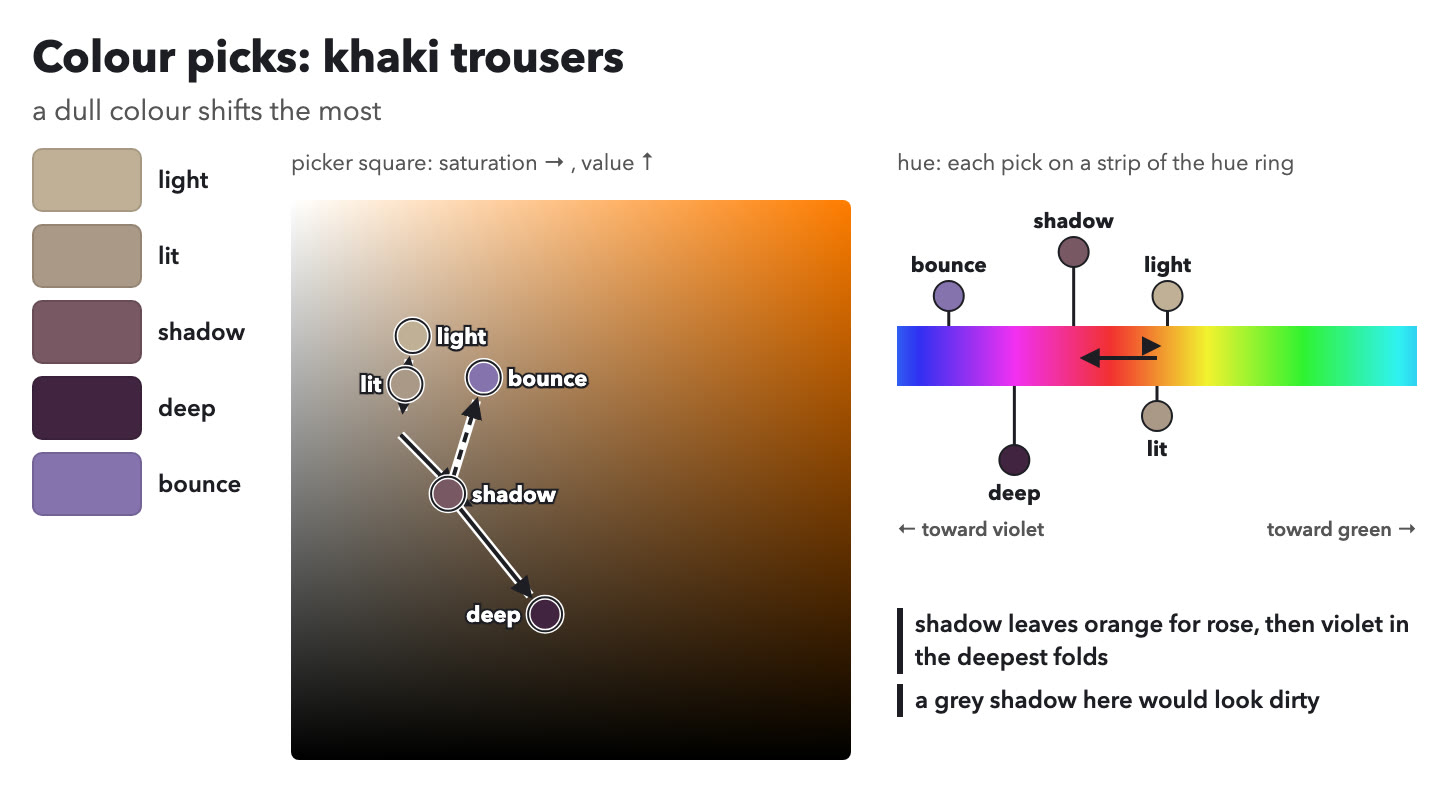 Colour picks: khaki trousers
a dull colour shifts the most
light
lit
shadow
deep
bounce
picker square: saturation → , value ↑
light
lit
bounce
shadow
deep
hue: each pick on a strip of the hue ring
shadow
bounce
light
lit
deep
← toward violet
toward green →
shadow leaves orange for rose, then violet in
the deepest folds
a grey shadow here would look dirty